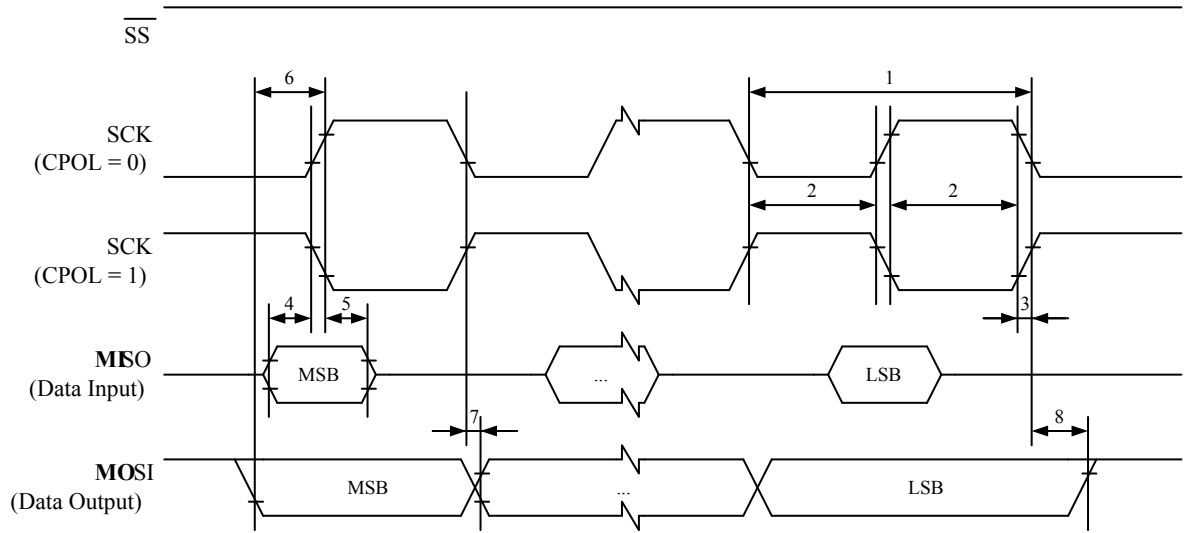 SS
6
1
SCK
(CPOL = 0)
2
2
SCK
(CPOL = 1)
4
5
3
MISO
(Data Input)
MSB
...
LSB
7
8
MOSI
(Data Output)
MSB
...
LSB